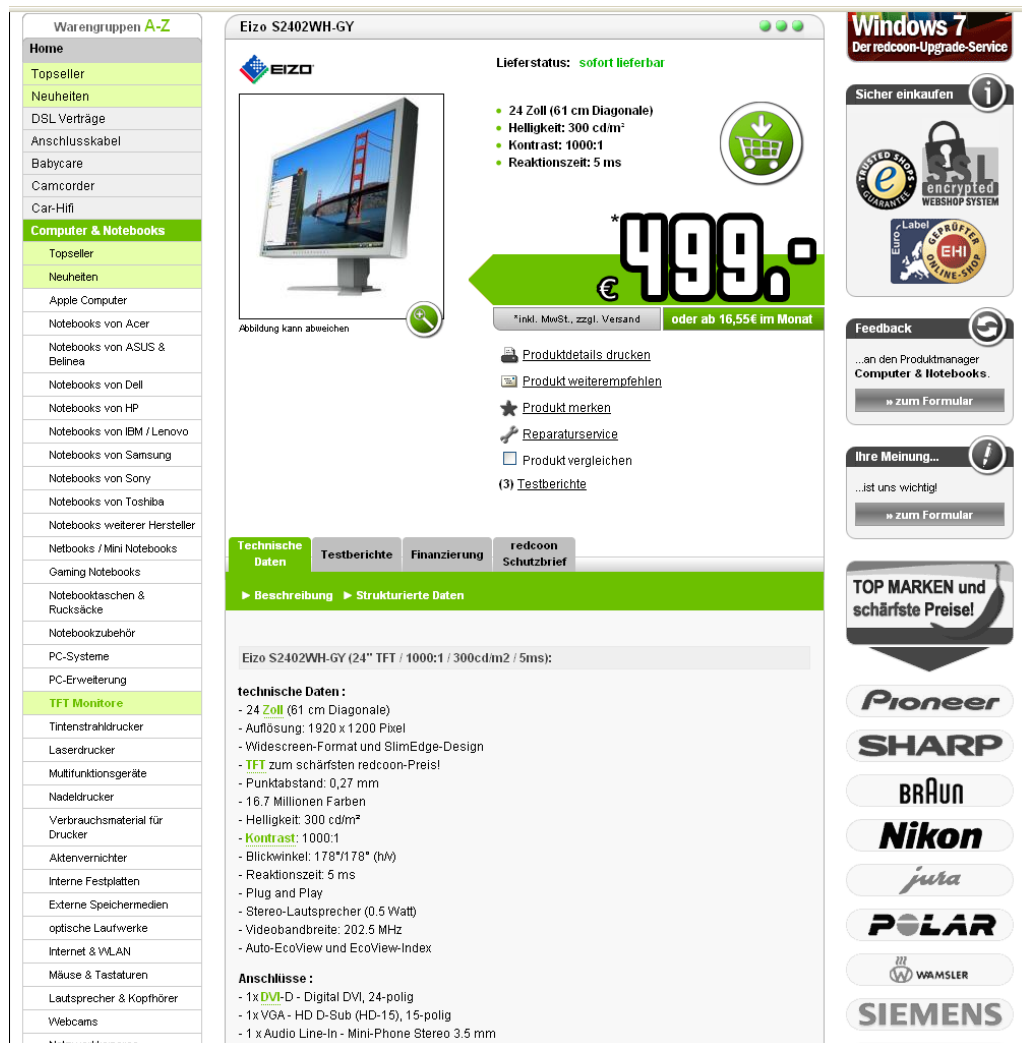 Warengruppen A-Z
Home
Topseller
Neuheiten
DSL Verträge
Anschlusskabel
Babycare
Camcorder
Car-Hifi
Computer & Notebooks
Topseller
Neuheiten
Apple Computer
Notebooks von Acer
Notebooks von ASUS &
Belinea
Notebooks von Dell
Notebooks von HP
Notebooks von IBM / Lenovo
Notebooks von Samsung
Notebooks von Sony
Notebooks von Toshiba
Notebooks weiterer Hersteller
Netbooks / Mini Notebooks
Gaming Notebooks
Notebooktaschen &
Rucksäcke
Notebookzubehör
PC-Systeme
PC-Erweiterung
TFT Monitore
Tintenstrahldrucker
Laserdrucker
Multifunktionsgeräte
Nadeldrucker
Verbrauchsmaterial für
Drucker
Aktenvernichter
Interne Festplatten
Externe Speichermedien
optische Laufwerke
Internet & WLAN
Mäuse & Tastaturen
Lautsprecher & Kopfhörer
Webcams
Eizo S2402WH-GY
EIZO
Lieferstatus: sofort lieferbar
• 24 Zoll (61 cm Diagonale)
• Helligkeit: 300 cd/m²
• Kontrast: 1000:1
• Reaktionszeit: 5 ms
* € 499.-
*inkl. MwSt., zzgl. Versand
oder ab 16,55€ im Monat
Abbildung kann abweichen
Produktdetails drucken
Produkt weiterempfehlen
Produkt merken
Reparaturservice
Produkt vergleichen
(3) Testberichte
Technische
Daten
Testberichte
Finanzierung
redcoon
Schutzbrief
► Beschreibung ► Strukturierte Daten
Eizo S2402WH-GY (24" TFT / 1000:1 / 300cd/m2 / 5ms):
technische Daten :
- 24 Zoll (61 cm Diagonale)
- Auflösung: 1920 x 1200 Pixel
- Widescreen-Format und SlimEdge-Design
- TFT zum schärfsten redcoon-Preis!
- Punktabstand: 0,27 mm
- 16.7 Millionen Farben
- Helligkeit: 300 cd/m²
- Kontrast: 1000:1
- Blickwinkel: 178°/178° (h/v)
- Reaktionszeit: 5 ms
- Plug and Play
- Stereo-Lautsprecher (0.5 Watt)
- Videobandbreite: 202.5 MHz
- Auto-EcoView und EcoView-Index
Anschlüsse :
- 1x DVI-D - Digital DVI, 24-polig
- 1x VGA - HD D-Sub (HD-15), 15-polig
- 1 x Audio Line-In - Mini-Phone Stereo 3.5 mm
Windows 7
Der redcoon-Upgrade-Service
Sicher einkaufen
TRUSTED SHOPS
GUARANTEE
SSL
encrypted
WEBSHOP SYSTEM
Euro-Label
GEPRÜFTER
EHI
ONLINE-SHOP
Feedback
...an den Produktmanager
Computer & Notebooks.
» zum Formular
Ihre Meinung...
...ist uns wichtig!
» zum Formular
TOP MARKEN und
schärfste Preise!
Pioneer
SHARP
BRAUN
Nikon
jura
POLAR
WAMSLER
SIEMENS